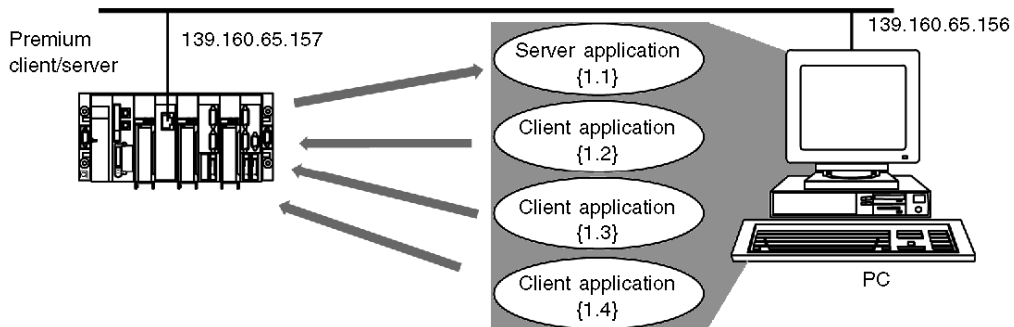 Premium
client/server
139.160.65.157
Server application
{1.1}
Client application
{1.2}
Client application
{1.3}
Client application
{1.4}
139.160.65.156
PC